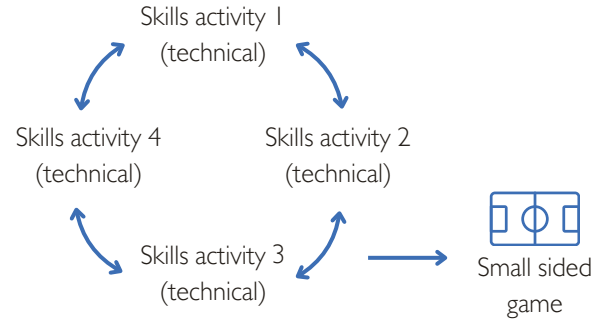 Skills activity 1
(technical)
Skills activity 4
(technical)
Skills activity 2
(technical)
Skills activity 3
(technical)
Small sided
game